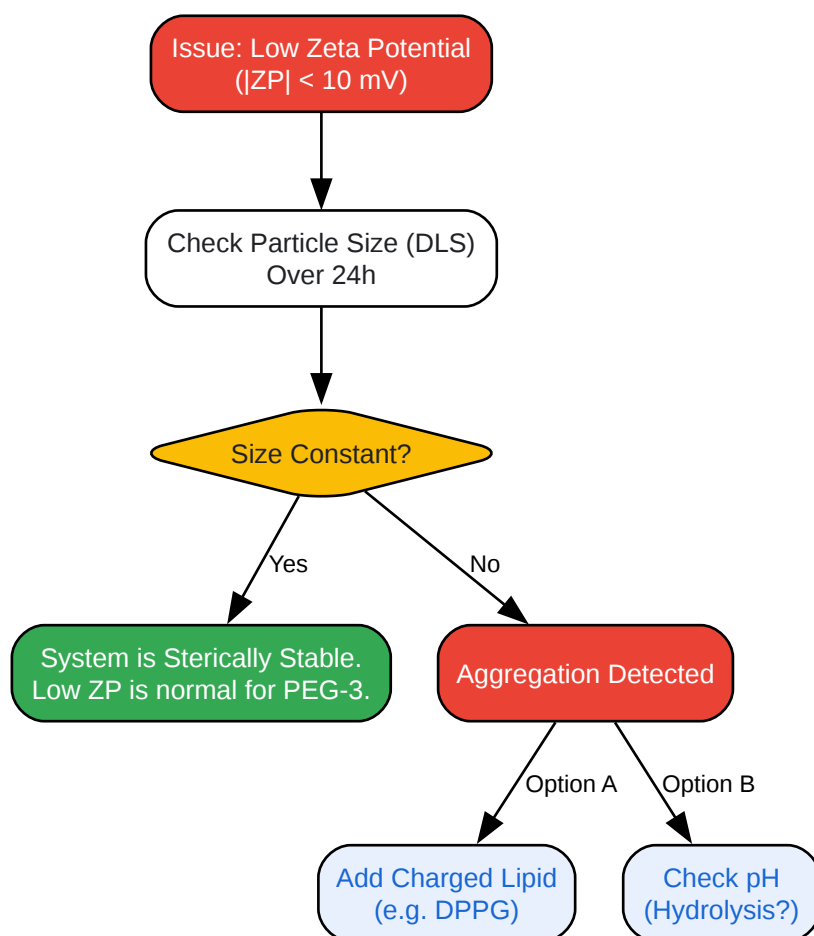 Issue: Low Zeta Potential
(|ZP| < 10 mV)
Check Particle Size (DLS)
Over 24h
Size Constant?
Yes
No
System is Sterically Stable.
Low ZP is normal for PEG-3.
Aggregation Detected
Option A
Option B
Add Charged Lipid
(e.g. DPPG)
Check pH
(Hydrolysis?)